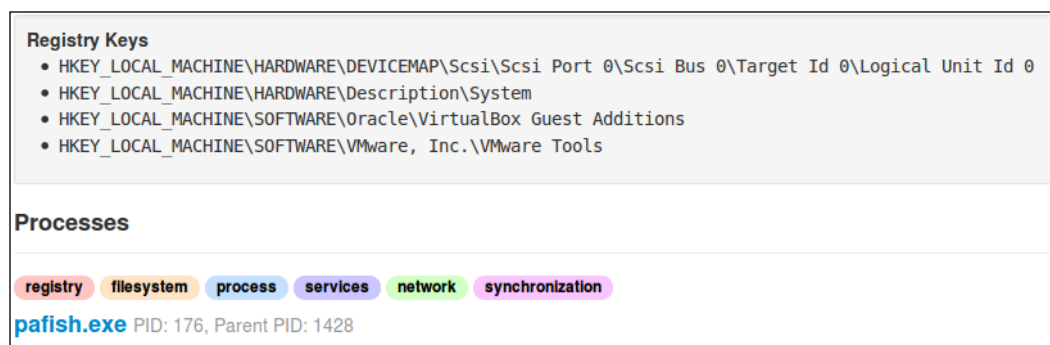 Registry Keys
• HKEY_LOCAL_MACHINE\HARDWARE\DEVICEMAP\Scsi\Scsi Port 0\Scsi Bus 0\Target Id 0\Logical Unit Id 0
• HKEY_LOCAL_MACHINE\HARDWARE\Description\System
• HKEY_LOCAL_MACHINE\SOFTWARE\Oracle\VirtualBox Guest Additions
• HKEY_LOCAL_MACHINE\SOFTWARE\VMware, Inc.\VMware Tools
Processes
registry filesystem process services network synchronization
pafish.exe PID: 176, Parent PID: 1428